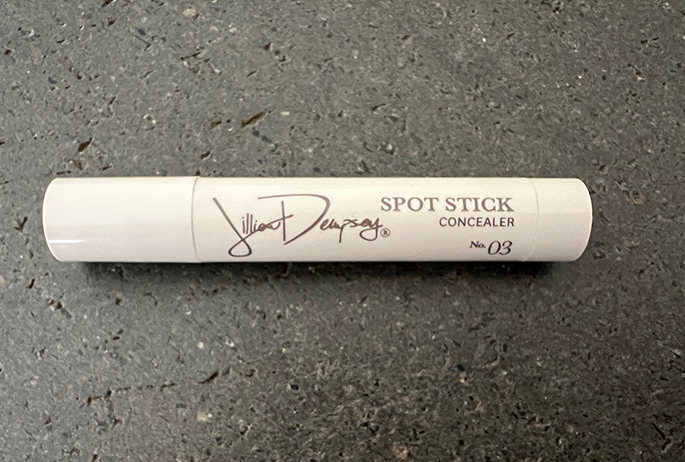 Jillian Dempsey®
SPOT STICK
CONCEALER
No. 03